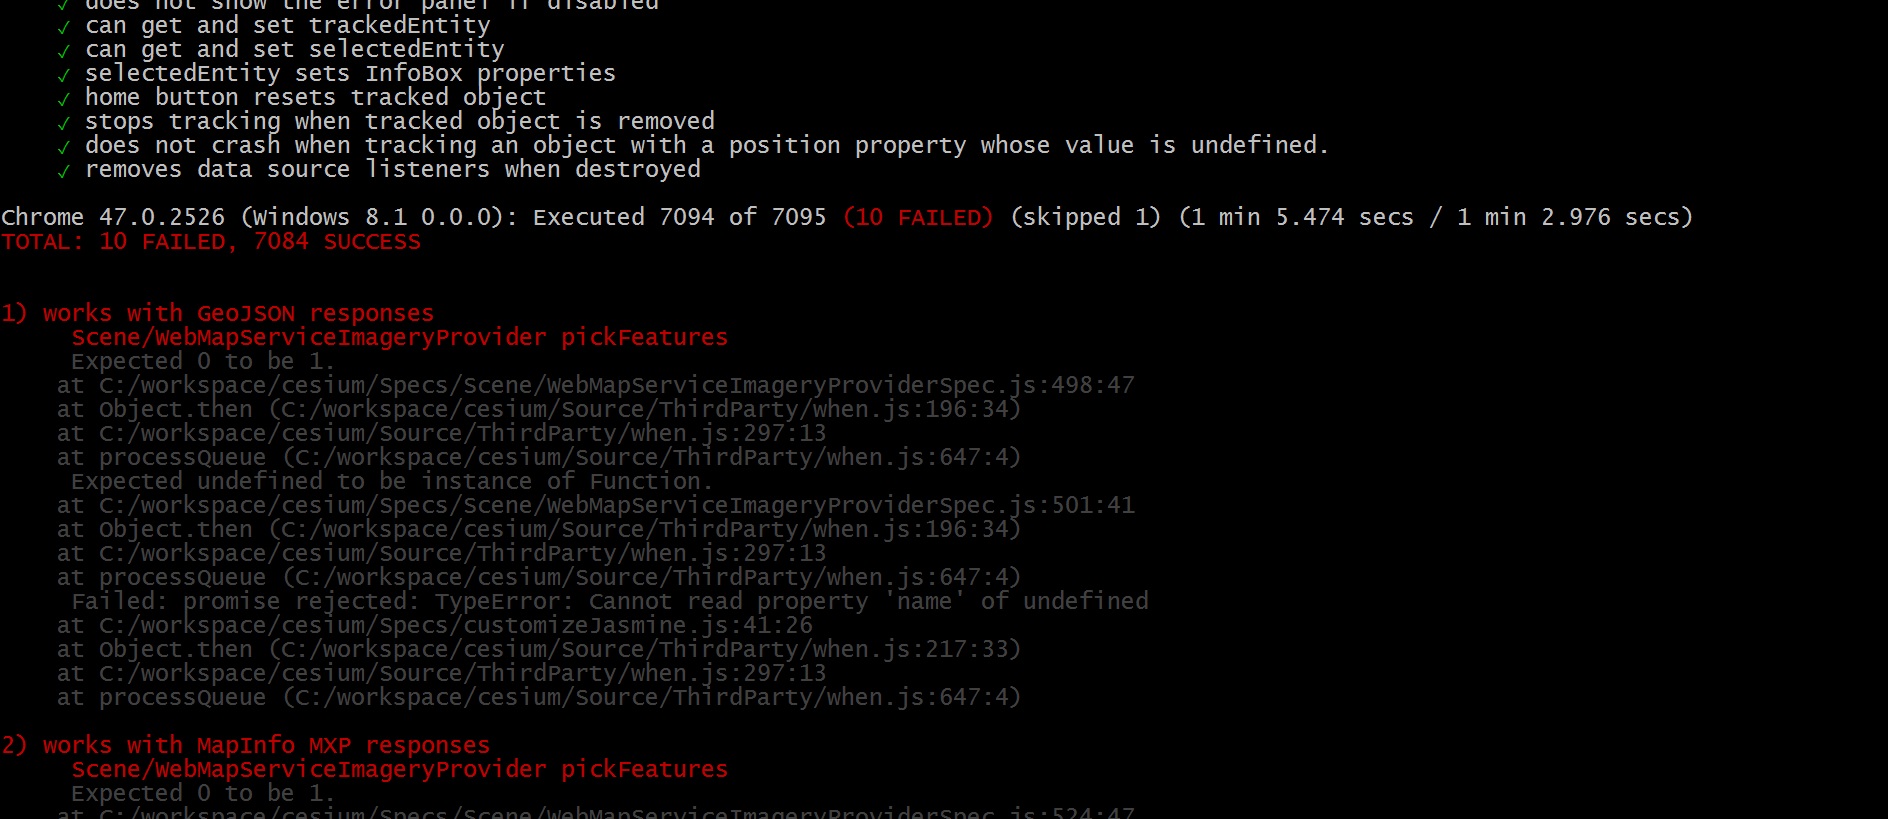 ✓ does not show the error panel if disabled
✓ can get and set trackedEntity
✓ can get and set selectedEntity
✓ selectedEntity sets InfoBox properties
✓ home button resets tracked object
✓ stops tracking when tracked object is removed
✓ does not crash when tracking an object with a position property whose value is undefined.
✓ removes data source listeners when destroyed
Chrome 47.0.2526 (Windows 8.1 0.0.0): Executed 7094 of 7095 (10 FAILED) (skipped 1) (1 min 5.474 secs / 1 min 2.976 secs)
TOTAL: 10 FAILED, 7084 SUCCESS
1) works with GeoJSON responses
Scene/WebMapServiceImageryProvider pickFeatures
Expected 0 to be 1.
at C:/workspace/cesium/Specs/Scene/WebMapServiceImageryProviderSpec.js:498:47
at Object.then (C:/workspace/cesium/Source/ThirdParty/when.js:196:34)
at C:/workspace/cesium/Source/ThirdParty/when.js:297:13
at processQueue (C:/workspace/cesium/Source/ThirdParty/when.js:647:4)
Expected undefined to be instance of Function.
at C:/workspace/cesium/Specs/Scene/WebMapServiceImageryProviderSpec.js:501:41
at Object.then (C:/workspace/cesium/Source/ThirdParty/when.js:196:34)
at C:/workspace/cesium/Source/ThirdParty/when.js:297:13
at processQueue (C:/workspace/cesium/Source/ThirdParty/when.js:647:4)
Failed: promise rejected: TypeError: Cannot read property 'name' of undefined
at C:/workspace/cesium/Specs/customizeJasmine.js:41:26
at Object.then (C:/workspace/cesium/Source/ThirdParty/when.js:217:33)
at C:/workspace/cesium/Source/ThirdParty/when.js:297:13
at processQueue (C:/workspace/cesium/Source/ThirdParty/when.js:647:4)
2) works with MapInfo MXP responses
Scene/WebMapServiceImageryProvider pickFeatures
Expected 0 to be 1.
at C:/workspace/cesium/Specs/Scene/WebMapServiceImageryProviderSpec.js:524:47